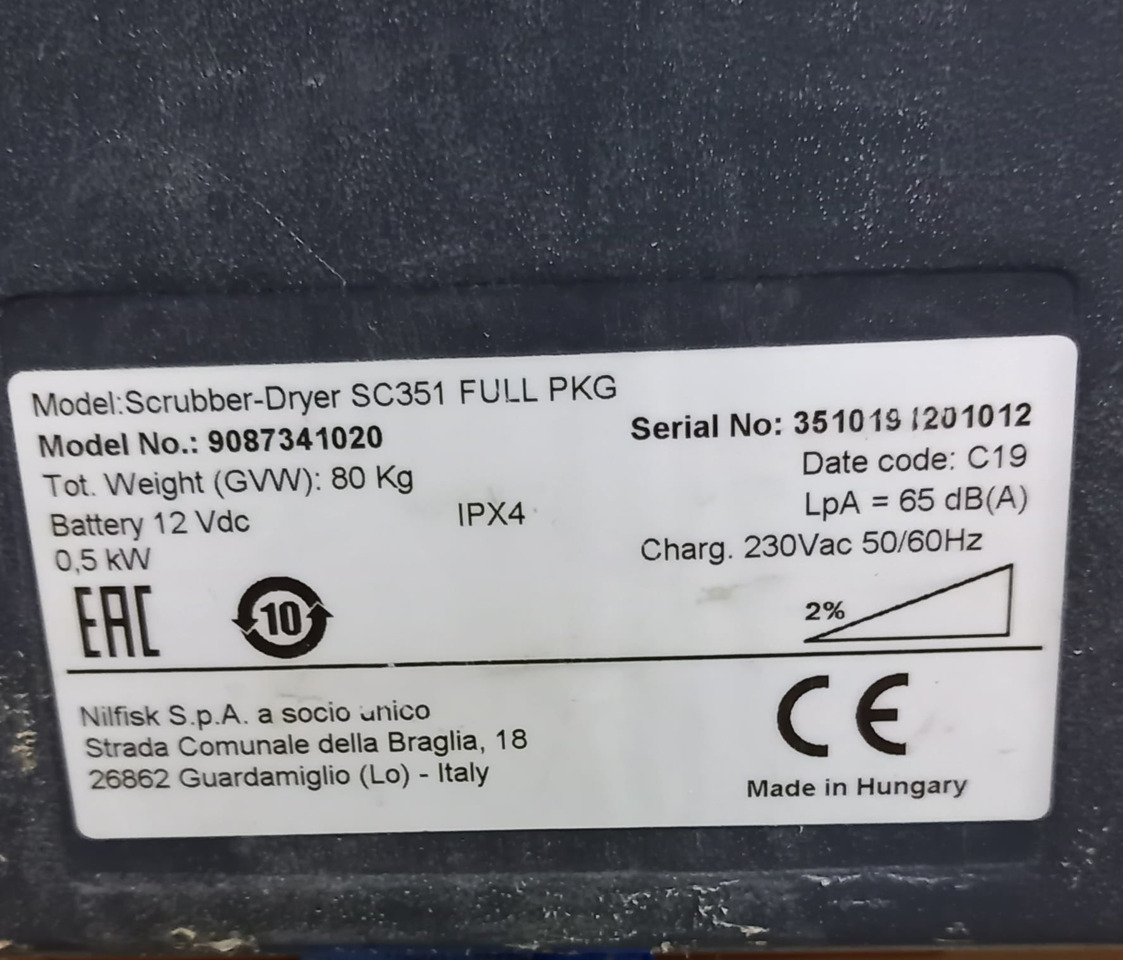 Model:Scrubber-Dryer SC351 FULL PKG
Model No.: 9087341020
Serial No: 3510191201012
Tot. Weight (GVW): 80 Kg
Date code: C19
Battery 12 Vdc
IPX4
LpA = 65 dB(A)
0,5 kW
Charg. 230Vac 50/60Hz
EAC
10
2%
Nilfisk S.p.A. a socio unico
Strada Comunale della Braglia, 18
26862 Guardamiglio (Lo) - Italy
CE
Made in Hungary